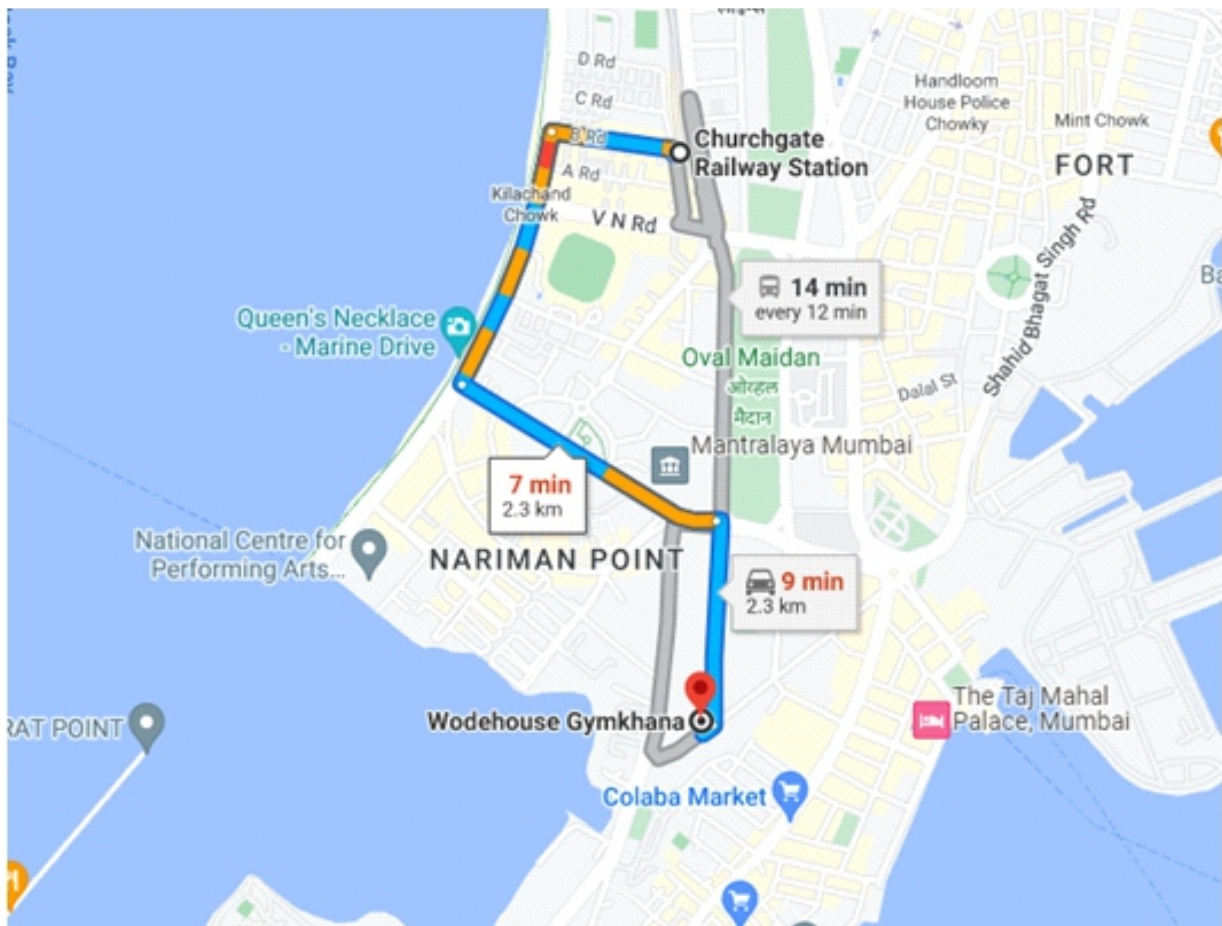 D Rd
C Rd
B Rd
A Rd
Kilachand
Chowk
V N Rd
Churchgate
Railway Station
Handloom
House Police
Chowky
Mint Chowk
FORT
Shahid Bhagat Singh Rd
14 min
every 12 min
Queen's Necklace
- Marine Drive
Oval Maidan
ओव्हल
मैदान
Dalal St
Mantralaya Mumbai
7 min
2.3 km
National Centre for
Performing Arts...
NARIMAN POINT
9 min
2.3 km
Wodehouse Gymkhana
The Taj Mahal
Palace, Mumbai
RAT POINT
Colaba Market
Ba